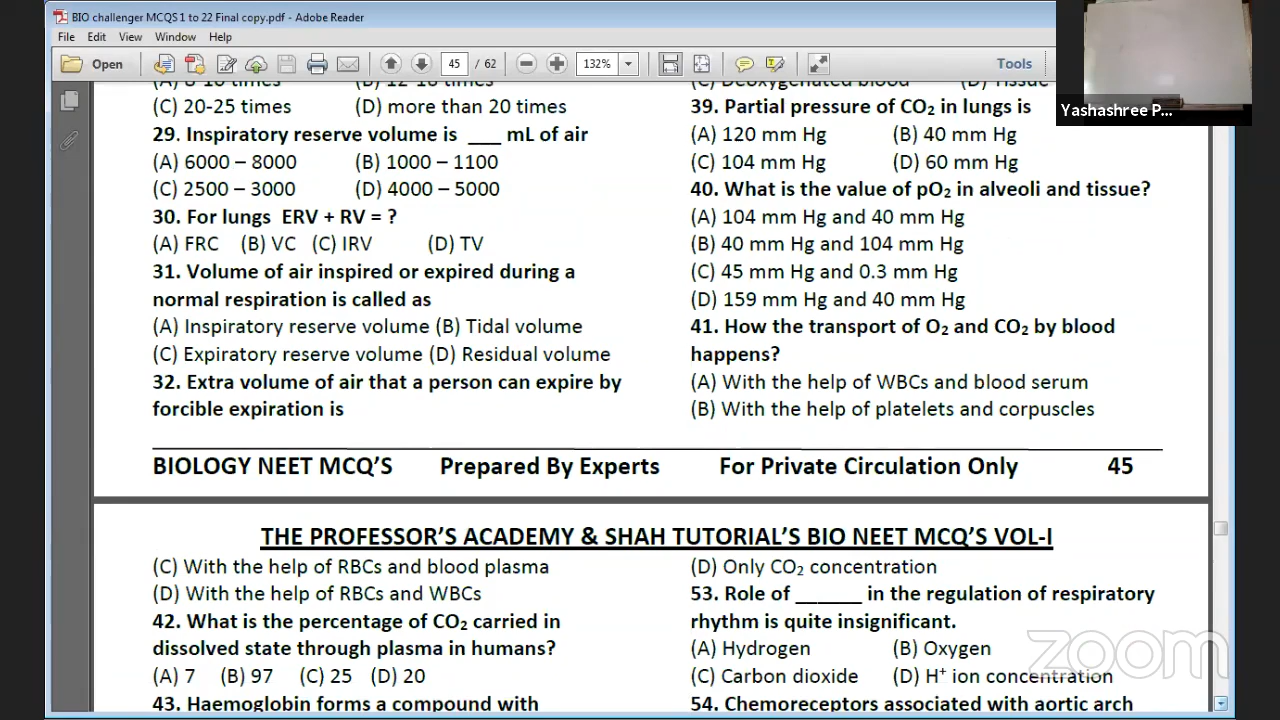 BIO challenger MCQS 1 to 22 Final copy.pdf - Adobe Reader
File Edit View Window Help
Open 45 / 62 132% Tools
Yashashree P...
(C) 20-25 times (D) more than 20 times
29. Inspiratory reserve volume is ___ mL of air
(A) 6000 – 8000 (B) 1000 – 1100
(C) 2500 – 3000 (D) 4000 – 5000
30. For lungs ERV + RV = ?
(A) FRC (B) VC (C) IRV (D) TV
31. Volume of air inspired or expired during a
normal respiration is called as
(A) Inspiratory reserve volume (B) Tidal volume
(C) Expiratory reserve volume (D) Residual volume
32. Extra volume of air that a person can expire by
forcible expiration is
(C) Deoxygenated blood (D) Tissue
39. Partial pressure of CO₂ in lungs is
(A) 120 mm Hg (B) 40 mm Hg
(C) 104 mm Hg (D) 60 mm Hg
40. What is the value of pO₂ in alveoli and tissue?
(A) 104 mm Hg and 40 mm Hg
(B) 40 mm Hg and 104 mm Hg
(C) 45 mm Hg and 0.3 mm Hg
(D) 159 mm Hg and 40 mm Hg
41. How the transport of O₂ and CO₂ by blood
happens?
(A) With the help of WBCs and blood serum
(B) With the help of platelets and corpuscles
BIOLOGY NEET MCQ'S Prepared By Experts For Private Circulation Only 45
THE PROFESSOR'S ACADEMY & SHAH TUTORIAL'S BIO NEET MCQ'S VOL-I
(C) With the help of RBCs and blood plasma
(D) With the help of RBCs and WBCs
42. What is the percentage of CO₂ carried in
dissolved state through plasma in humans?
(A) 7 (B) 97 (C) 25 (D) 20
43. Haemoglobin forms a compound with
(D) Only CO₂ concentration
53. Role of ______ in the regulation of respiratory
rhythm is quite insignificant.
(A) Hydrogen (B) Oxygen
(C) Carbon dioxide (D) H⁺ ion concentration
54. Chemoreceptors associated with aortic arch
zoom